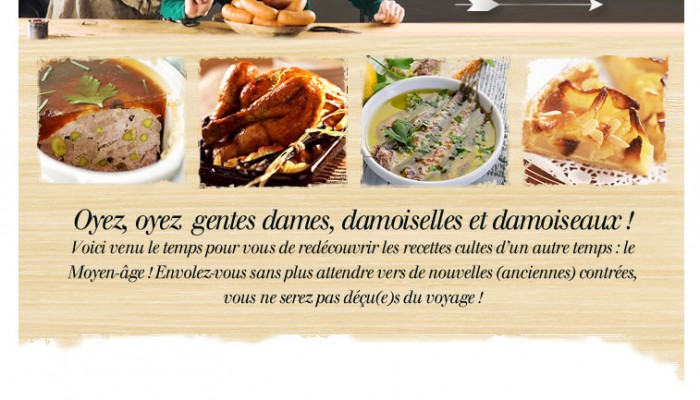 Oyez, oyez gentes dames, damoiselles et damoiseaux !
Voici venu le temps pour vous de redécouvrir les recettes cultes d'un autre temps : le
Moyen-âge ! Envolez-vous sans plus attendre vers de nouvelles (anciennes) contrées,
vous ne serez pas déçu(e)s du voyage !